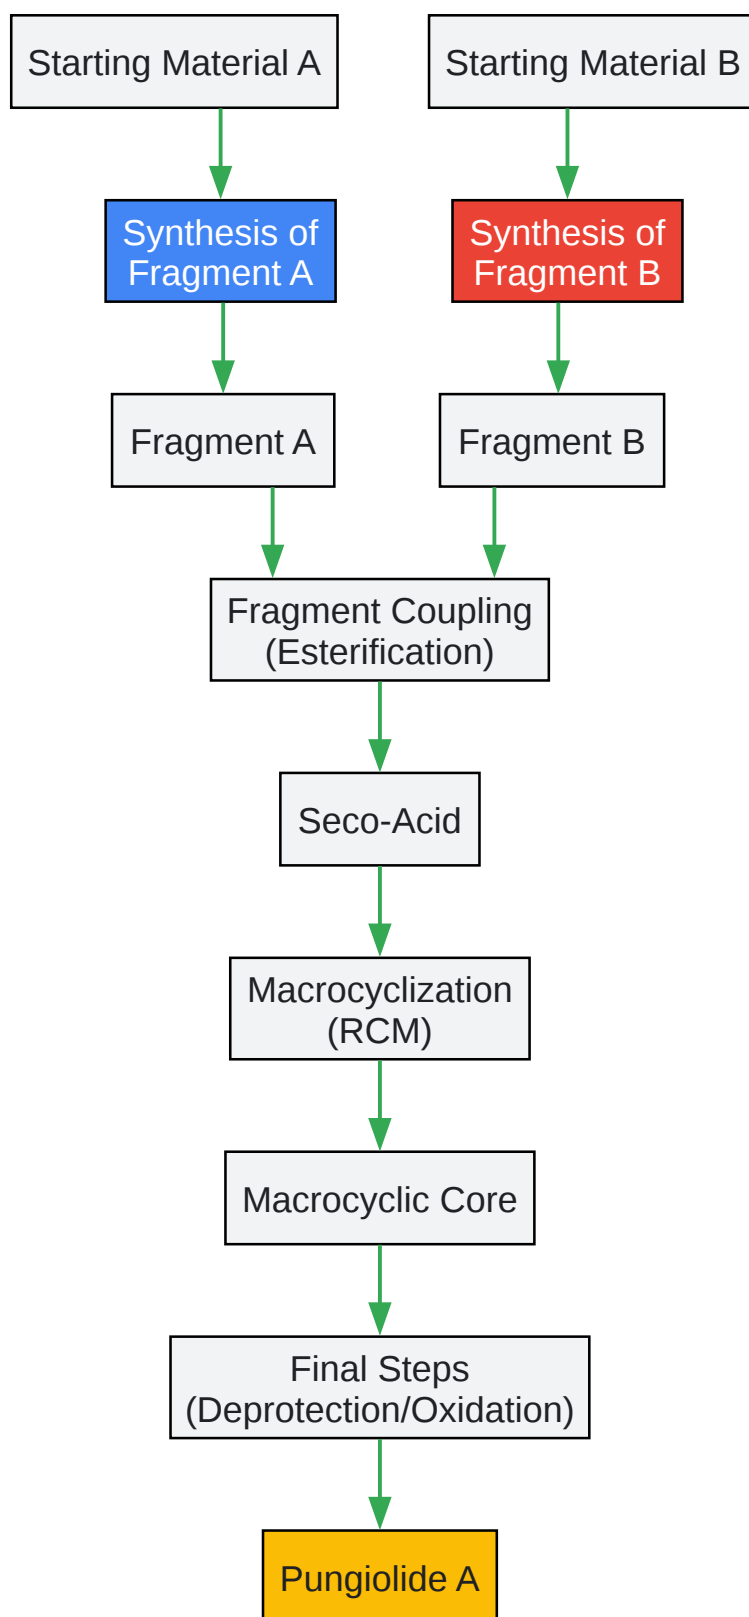 Starting Material A
Starting Material B
Synthesis of
Fragment A
Synthesis of
Fragment B
Fragment A
Fragment B
Fragment Coupling
(Esterification)
Seco-Acid
Macrocyclization
(RCM)
Macrocyclic Core
Final Steps
(Deprotection/Oxidation)
Pungiolide A